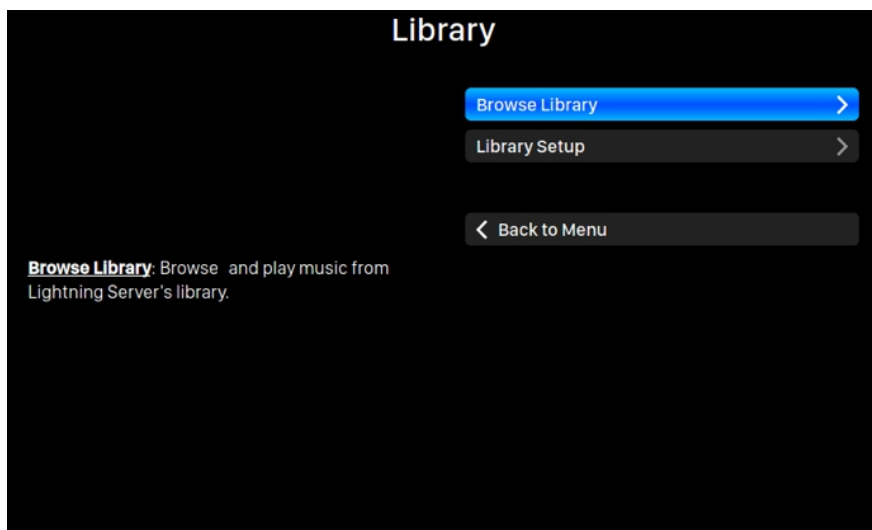 Library
Browse Library
Library Setup
Back to Menu
Browse Library: Browse  and play music from
Lightning Server's library.